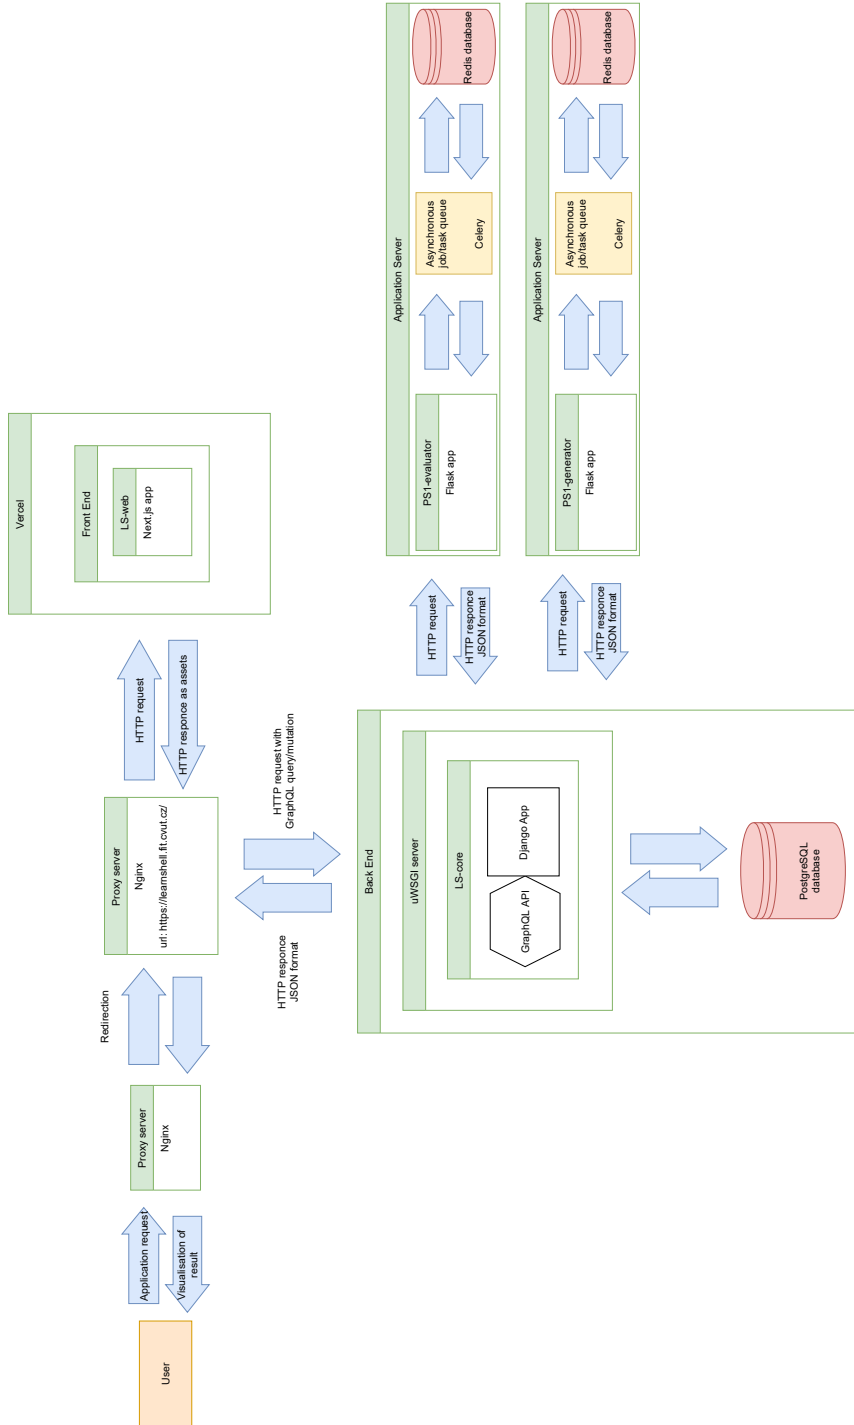 User
Application request
Visualisation of
result
Proxy server
Nginx
Redirection
Proxy server
Nginx
url: https://learnshell.fit.cvut.cz/
HTTP request
HTTP responce as assets
Vercel
Front End
LS-web
Next.js app
HTTP request with
GraphQL query/mutation
HTTP responce
JSON format
Back End
uWSGI server
LS-core
GraphQL API
Django App
PostgreSQL
database
HTTP request
HTTP responce
JSON format
HTTP request
HTTP responce
JSON format
Application Server
PS1-evaluator
Flask app
Asynchronous
job/task queue
Celery
Redis database
Application Server
PS1-generator
Flask app
Asynchronous
job/task queue
Celery
Redis database